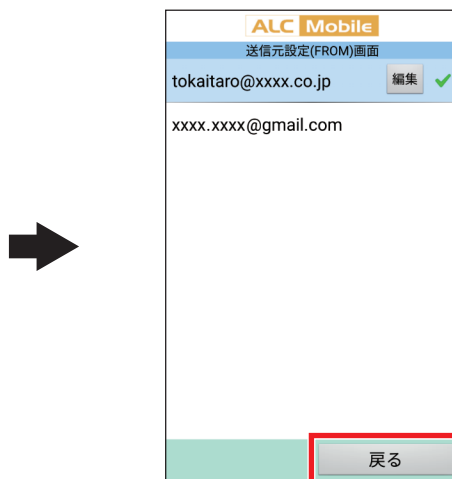 ALC Mobile
送信元設定(FROM)画面
tokaitaro@xxxx.co.jp 編集
xxxx.xxxx@gmail.com
戻る